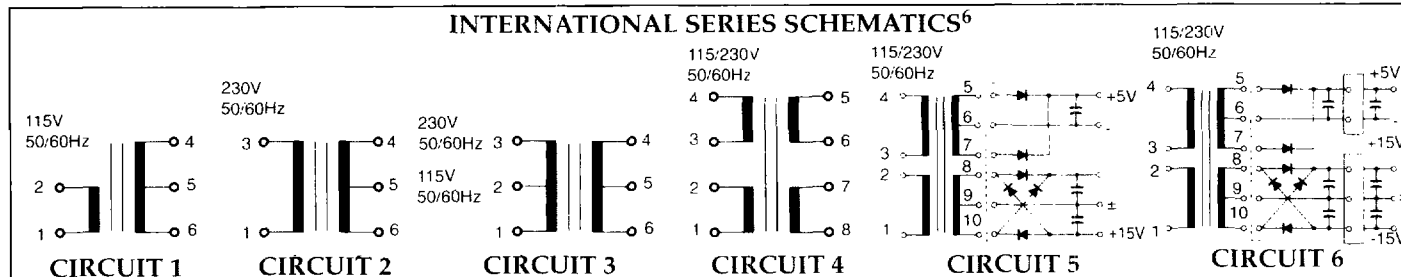 INTERNATIONAL SERIES SCHEMATICS⁶
115V
50/60Hz
2
1
4
5
6
CIRCUIT 1
230V
50/60Hz
3
1
4
5
6
CIRCUIT 2
230V
50/60Hz
115V
50/60Hz
3
2
1
4
5
6
CIRCUIT 3
115/230V
50/60Hz
4
3
2
1
5
6
7
8
CIRCUIT 4
115/230V
50/60Hz
4
3
2
1
5
6
7
8
9
10
+5V
-
±
+15V
CIRCUIT 5
115/230V
50/60Hz
4
3
2
1
5
6
7
8
9
10
+5V
-
+15V
-15V
CIRCUIT 6